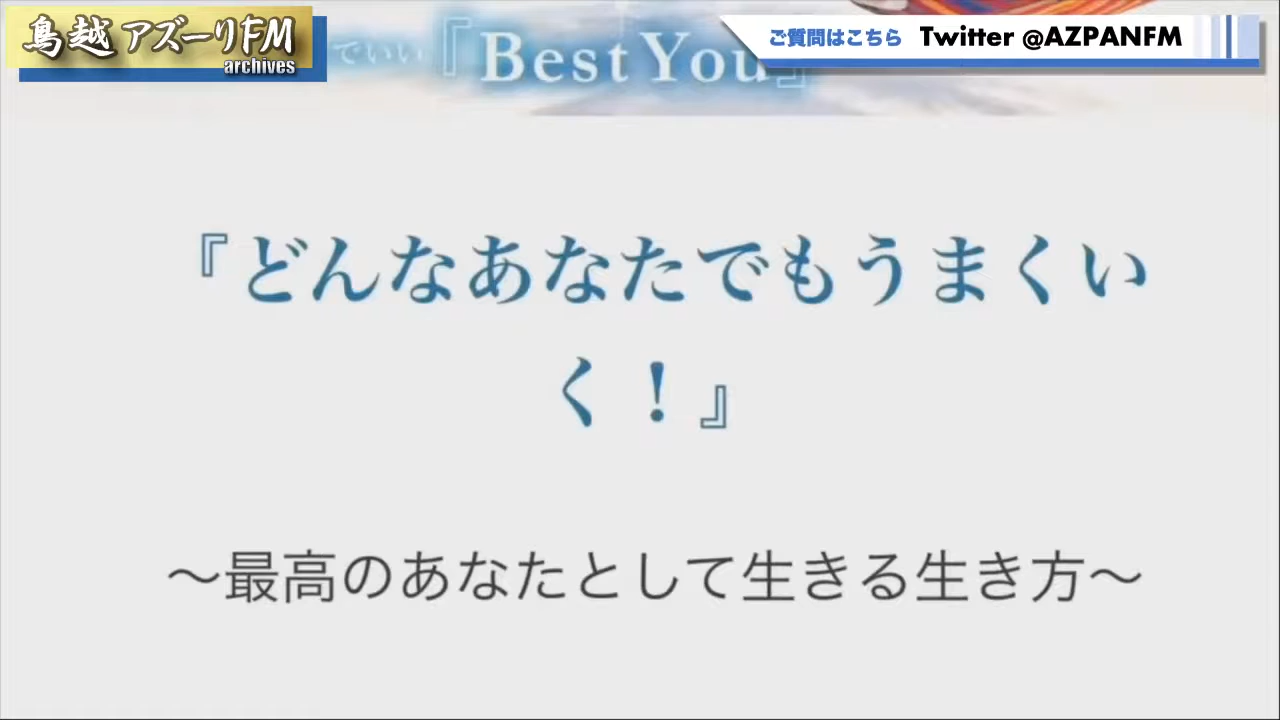 鳥越アズーリFM
archives
でいい『Best You』
ご質問はこちら Twitter @AZPANFM
『どんなあなたでもうまくい
く！』
〜最高のあなたとして生きる生き方〜